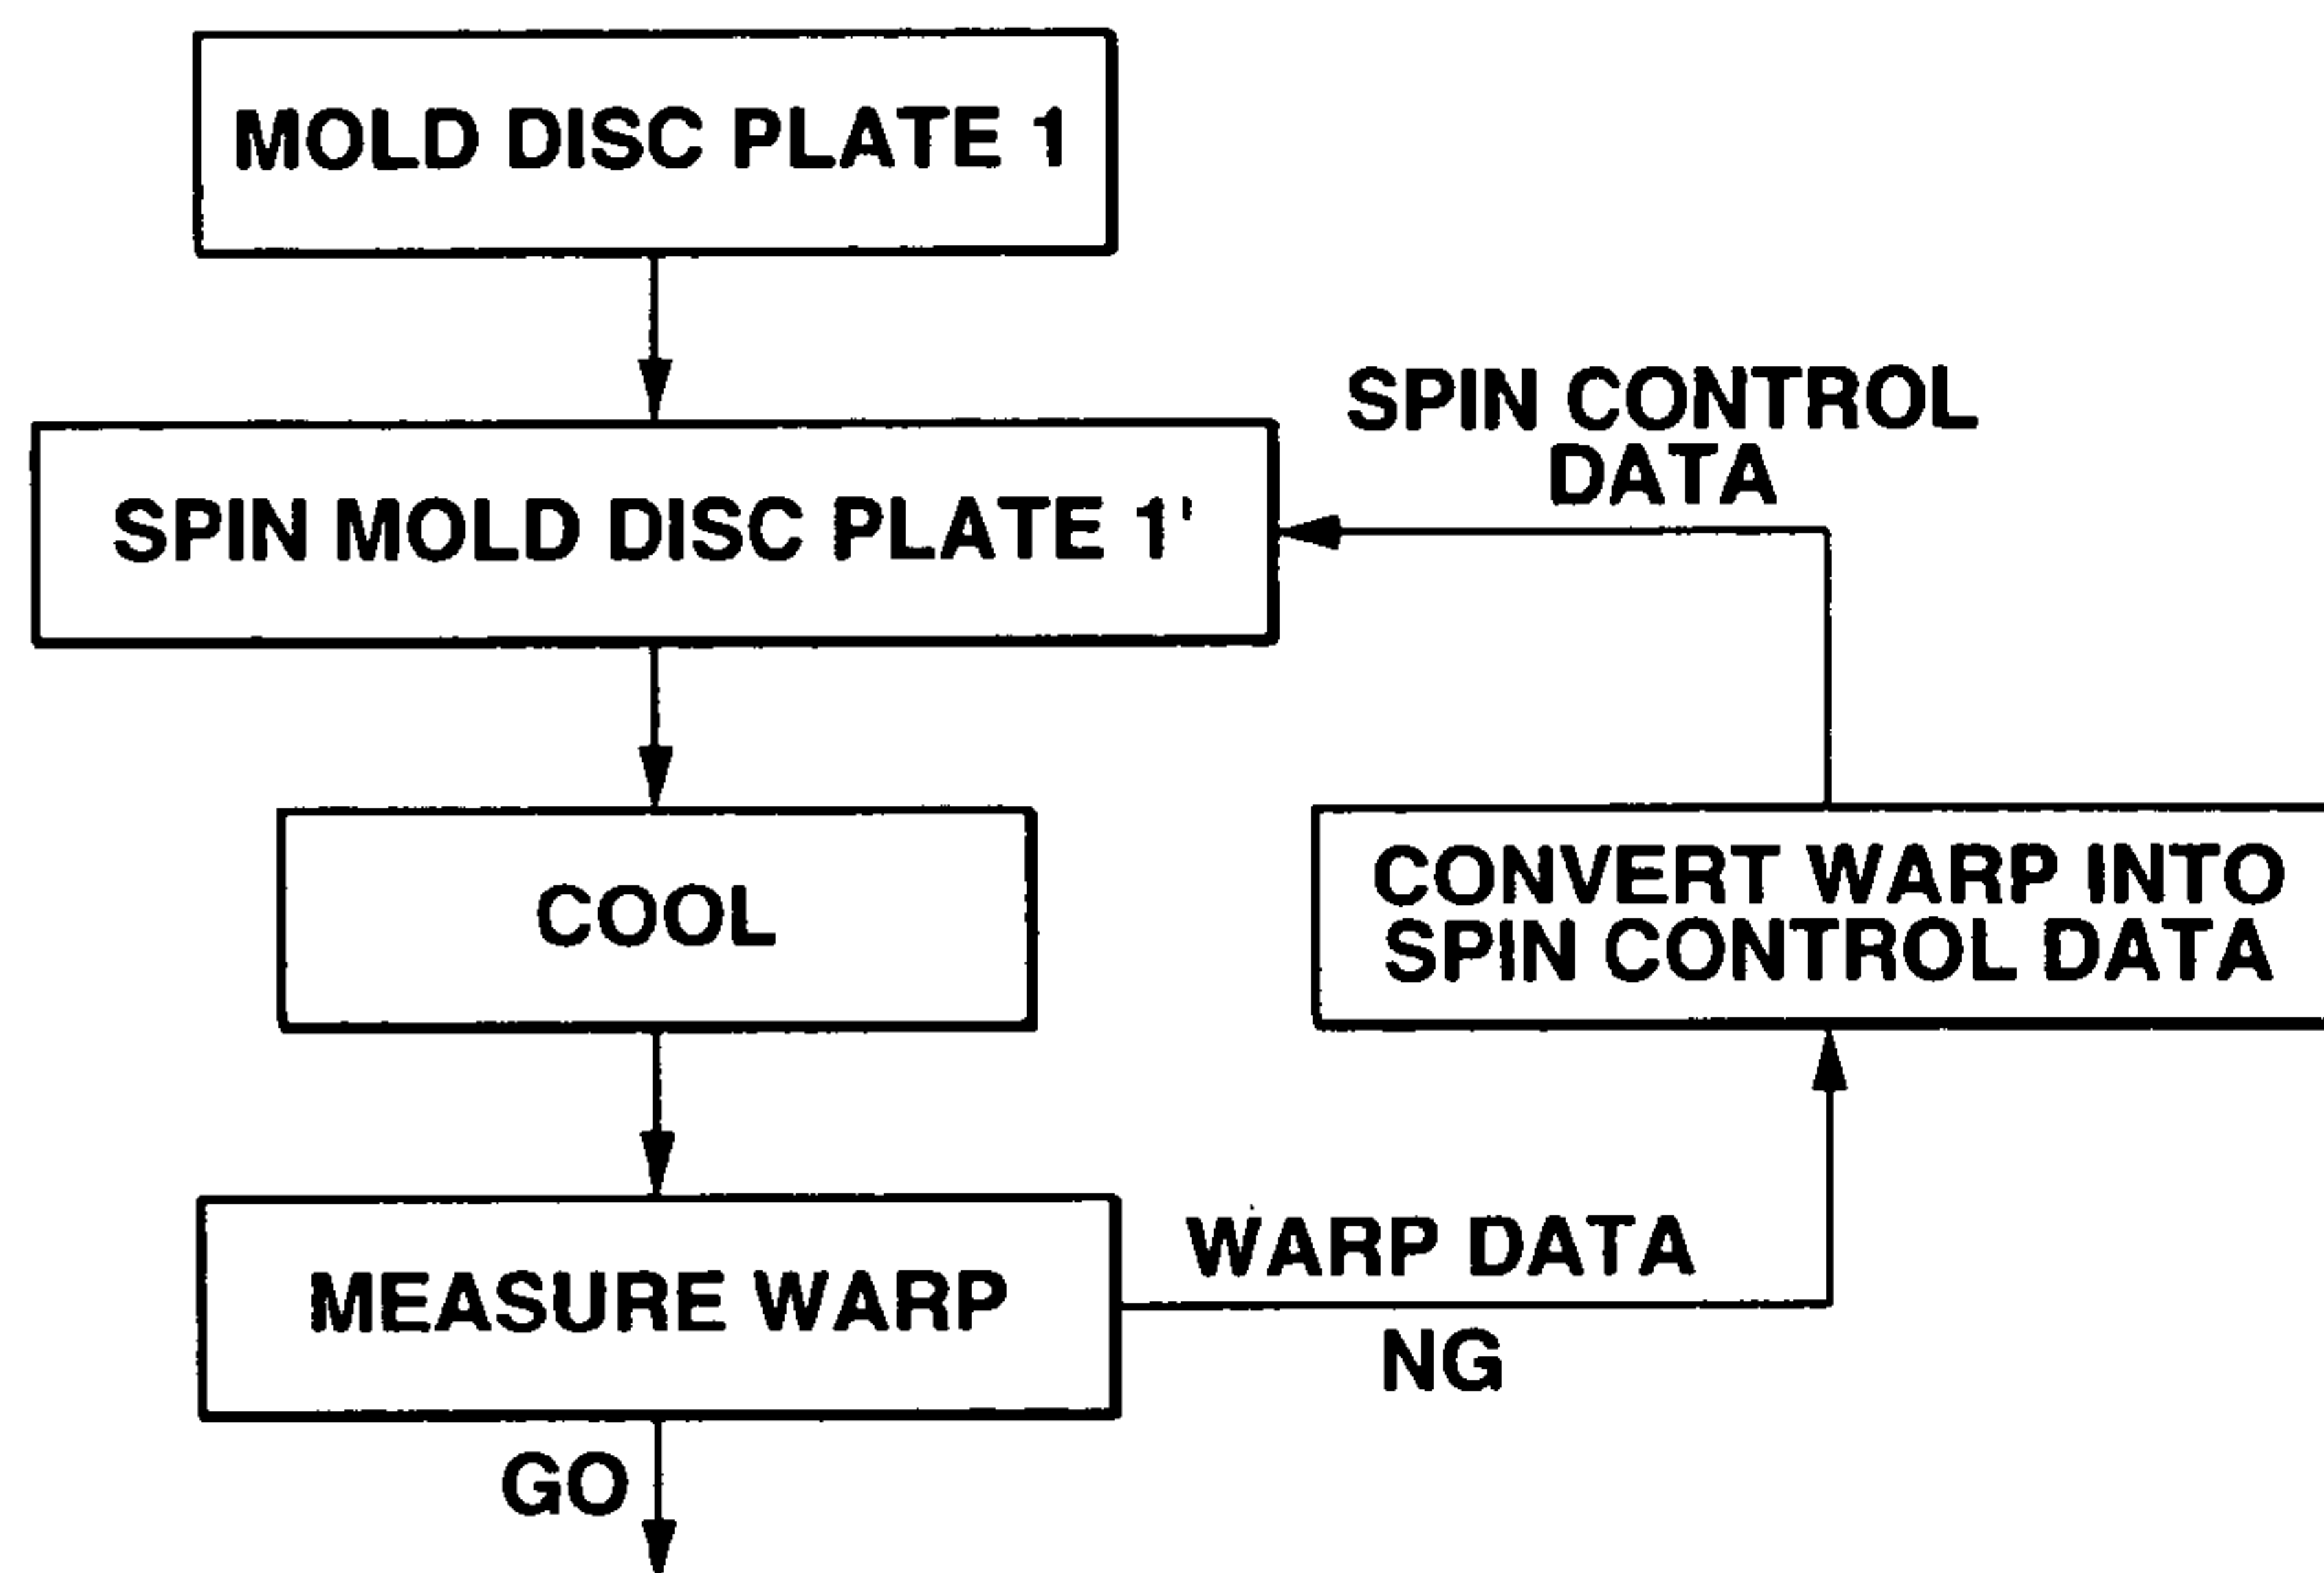 MOLD DISC PLATE 1
SPIN CONTROL
DATA
SPIN MOLD DISC PLATE 1'
CONVERT WARP INTO
SPIN CONTROL DATA
COOL
WARP DATA
MEASURE WARP
NG
GO